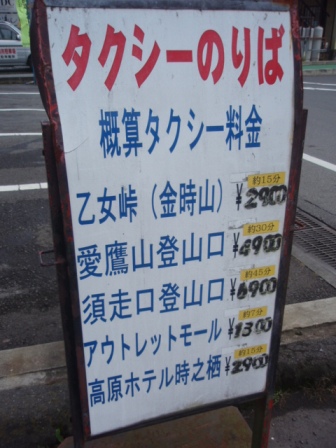 タクシーのりば
概算タクシー料金
約15分
乙女峠（金時山）¥2900
約30分
愛鷹山登山口¥4900
約45分
須走口登山口¥6900
約7分
アウトレットモール¥1300
約15分
高原ホテル時之栖¥2900